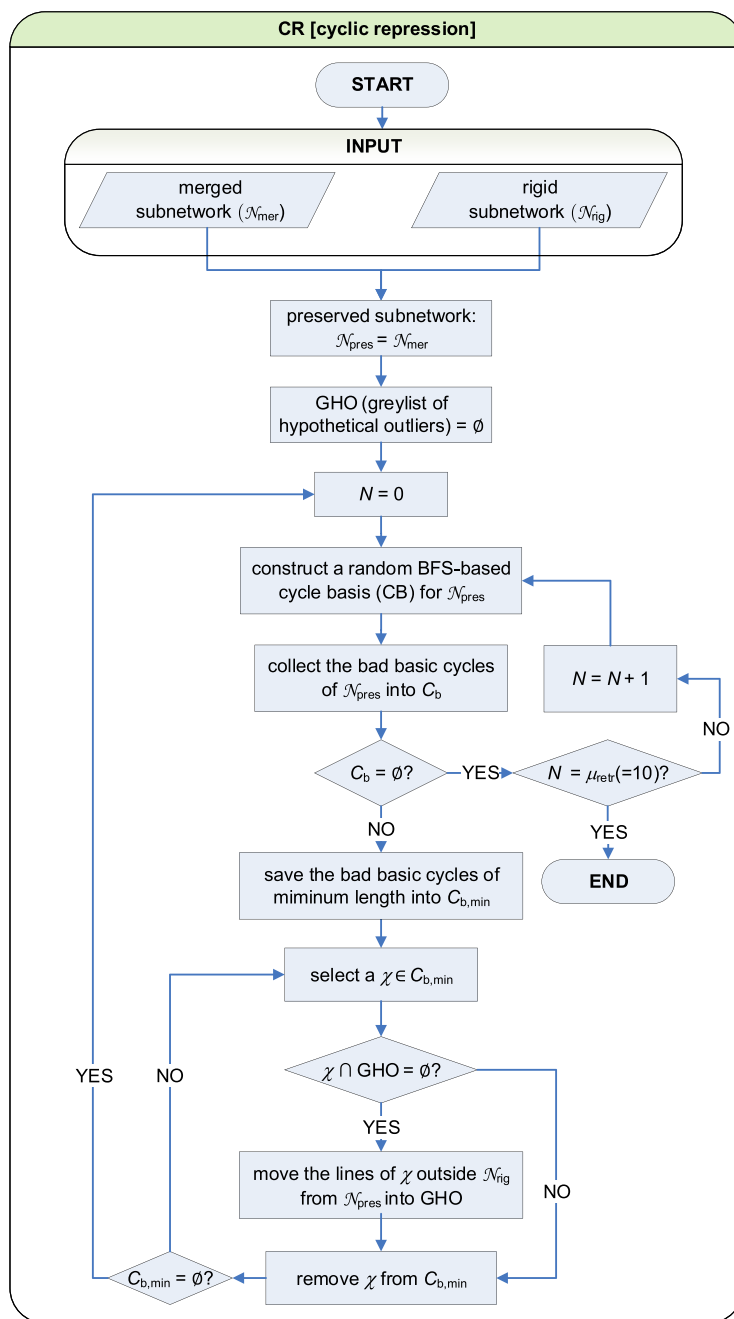 CR [cyclic repression]
START
INPUT
merged
subnetwork (𝒩mer)
rigid
subnetwork (𝒩rig)
preserved subnetwork:
𝒩pres = 𝒩mer
GHO (greylist of
hypothetical outliers) = ∅
N = 0
construct a random BFS-based
cycle basis (CB) for 𝒩pres
collect the bad basic cycles
of 𝒩pres into Cb
N = N + 1
NO
Cb = ∅?
YES
N = μretr(=10)?
NO
YES
END
save the bad basic cycles of
miminum length into Cb,min
select a χ ∈ Cb,min
χ ∩ GHO = ∅?
YES
NO
YES
move the lines of χ outside 𝒩rig
from 𝒩pres into GHO
NO
Cb,min = ∅?
remove χ from Cb,min